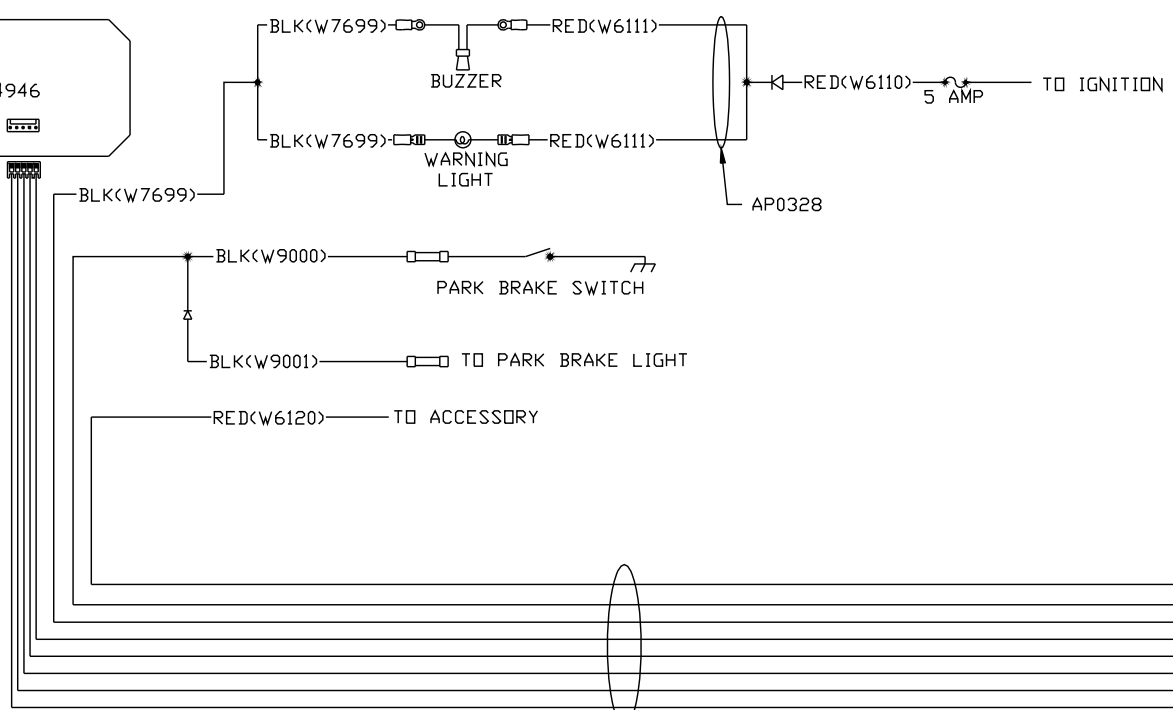 4946
BLK(W7699)
RED(W6111)
BUZZER
RED(W6110)
5 AMP
TO IGNITION
BLK(W7699)
RED(W6111)
WARNING
LIGHT
BLK(W7699)
AP0328
BLK(W9000)
PARK BRAKE SWITCH
BLK(W9001)
TO PARK BRAKE LIGHT
RED(W6120)
TO ACCESSORY